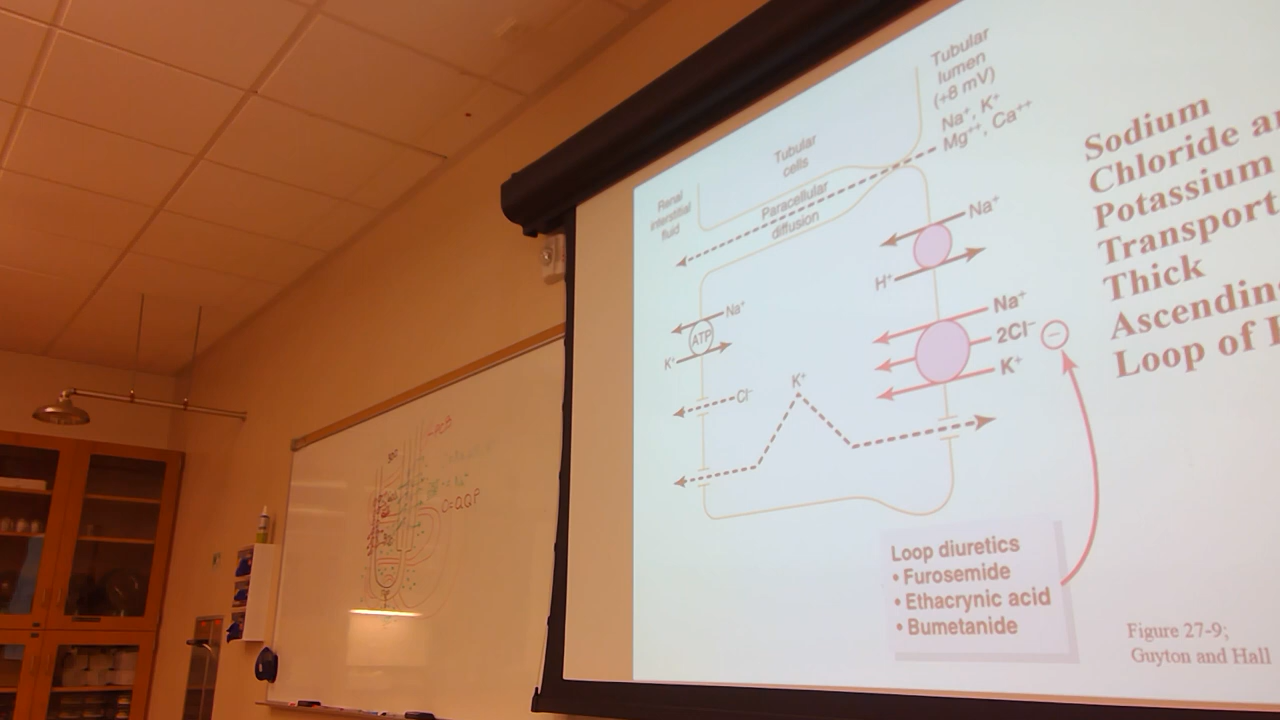 Tubular
lumen
(+8 mV)
Na⁺, K⁺
Mg⁺⁺, Ca⁺⁺
Tubular
cells
Renal
interstitial
fluid
Paracellular
diffusion
Na⁺
H⁺
Na⁺
ATP
K⁺
Na⁺
2Cl⁻
K⁺
−
Cl⁻
K⁺
Loop diuretics
• Furosemide
• Ethacrynic acid
• Bumetanide
Sodium
Chloride
Potassium
Transport
Thick
Loop of
Figure 27-9;
Guyton and Hall